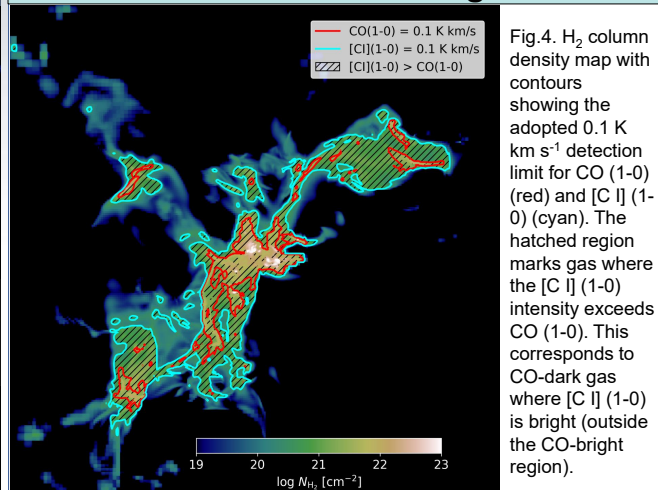 CO(1-0) = 0.1 K km/s
[CI](1-0) = 0.1 K km/s
[CI](1-0) > CO(1-0)
19 20 21 22 23
log N_H₂ [cm⁻²]
Fig.4. H₂ column
density map with
contours
showing the
adopted 0.1 K
km s⁻¹ detection
limit for CO (1-0)
(red) and [C I] (1-
0) (cyan). The
hatched region
marks gas where
the [C I] (1-0)
intensity exceeds
CO (1-0). This
corresponds to
CO-dark gas
where [C I] (1-0)
is bright (outside
the CO-bright
region).